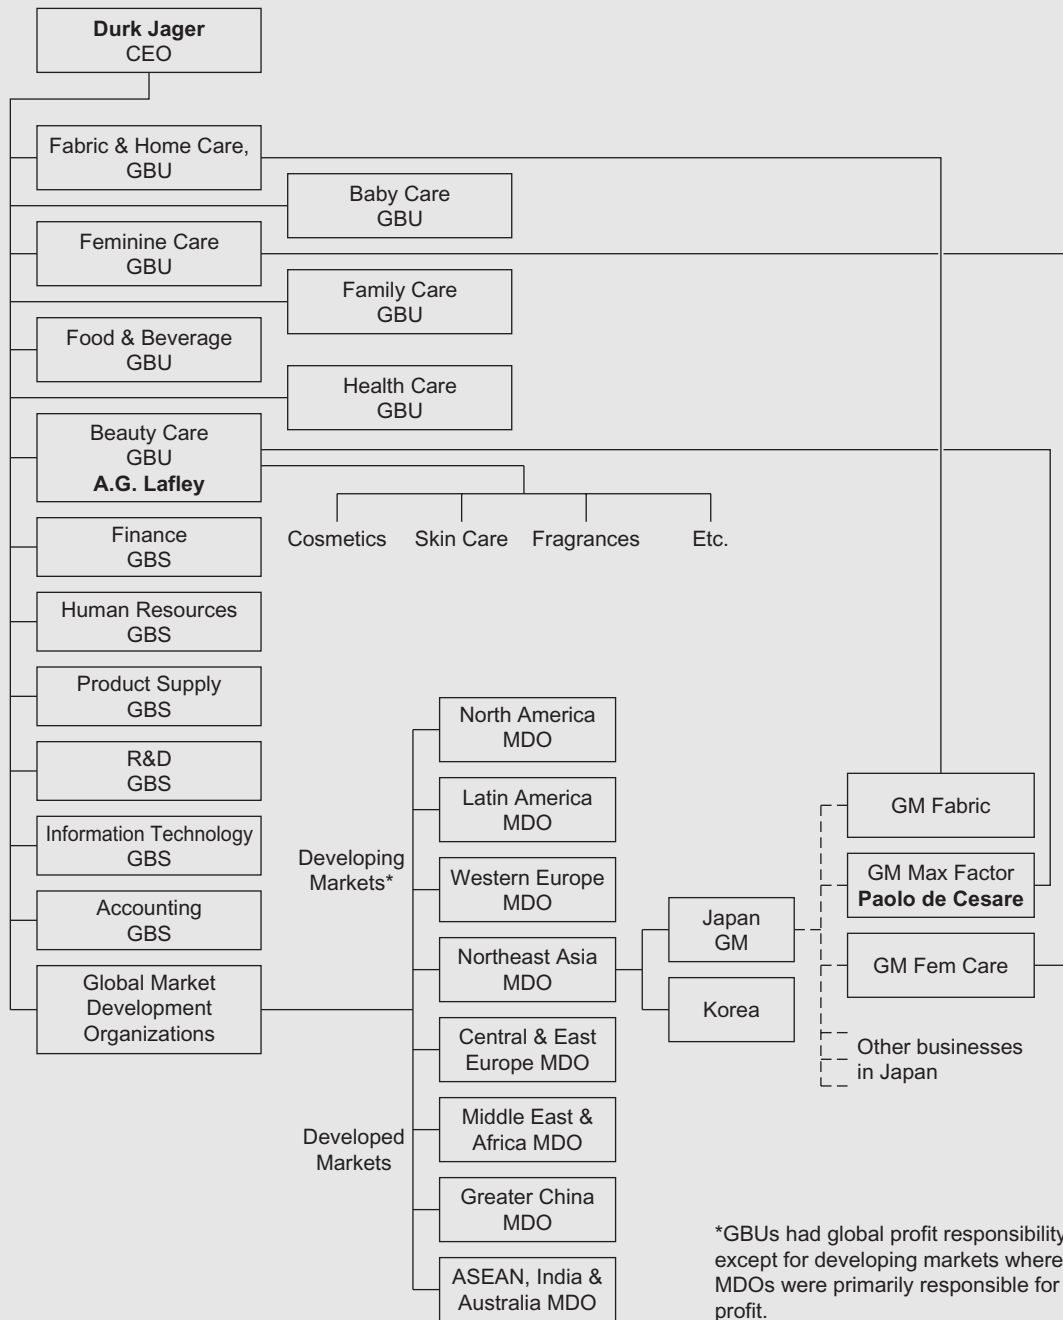 Durk Jager
CEO
Fabric & Home Care,
GBU
Baby Care
GBU
Feminine Care
GBU
Family Care
GBU
Food & Beverage
GBU
Health Care
GBU
Beauty Care
GBU
A.G. Lafley
Cosmetics
Skin Care
Fragrances
Etc.
Finance
GBS
Human Resources
GBS
Product Supply
GBS
R&D
GBS
Information Technology
GBS
Accounting
GBS
Global Market
Development
Organizations
Developing
Markets*
Developed
Markets
North America
MDO
Latin America
MDO
Western Europe
MDO
Northeast Asia
MDO
Central & East
Europe MDO
Middle East &
Africa MDO
Greater China
MDO
ASEAN, India &
Australia MDO
Japan
GM
Korea
GM Fabric
GM Max Factor
Paolo de Cesare
GM Fem Care
Other businesses
in Japan
*GBUs had global profit responsibility
except for developing markets where
MDOs were primarily responsible for
profit.